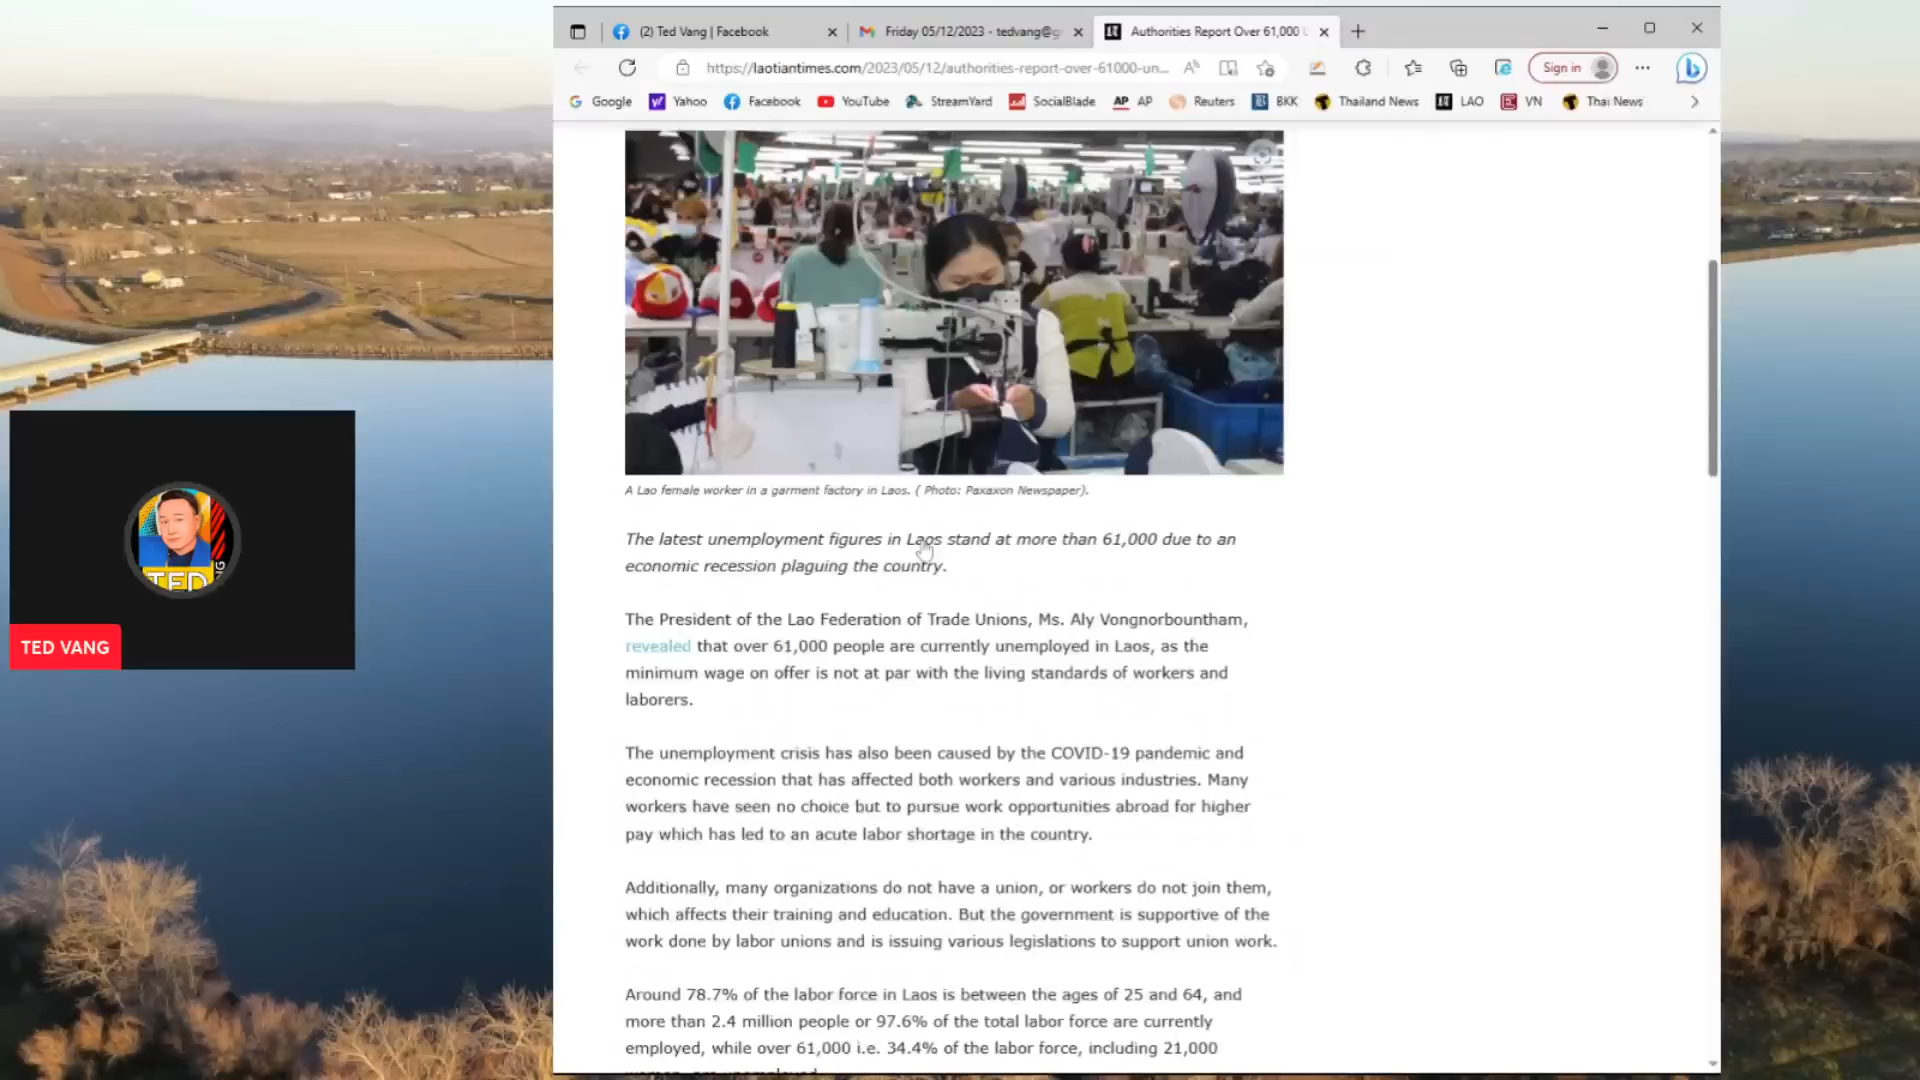 (2) Ted Vang | Facebook
Friday 05/12/2023 - tedvang@g
Authorities Report Over 61,000
https://laotiantimes.com/2023/05/12/authorities-report-over-61000-un...
Sign in
Google Yahoo Facebook YouTube StreamYard SocialBlade AP AP Reuters BKK Thailand News LAO VN Thai News
A Lao female worker in a garment factory in Laos. ( Photo: Paxaxon Newspaper).
The latest unemployment figures in Laos stand at more than 61,000 due to an
economic recession plaguing the country.
The President of the Lao Federation of Trade Unions, Ms. Aly Vongnorbountham,
revealed that over 61,000 people are currently unemployed in Laos, as the
minimum wage on offer is not at par with the living standards of workers and
laborers.
The unemployment crisis has also been caused by the COVID-19 pandemic and
economic recession that has affected both workers and various industries. Many
workers have seen no choice but to pursue work opportunities abroad for higher
pay which has led to an acute labor shortage in the country.
Additionally, many organizations do not have a union, or workers do not join them,
which affects their training and education. But the government is supportive of the
work done by labor unions and is issuing various legislations to support union work.
Around 78.7% of the labor force in Laos is between the ages of 25 and 64, and
more than 2.4 million people or 97.6% of the total labor force are currently
employed, while over 61,000 i.e. 34.4% of the labor force, including 21,000
TED
TED VANG